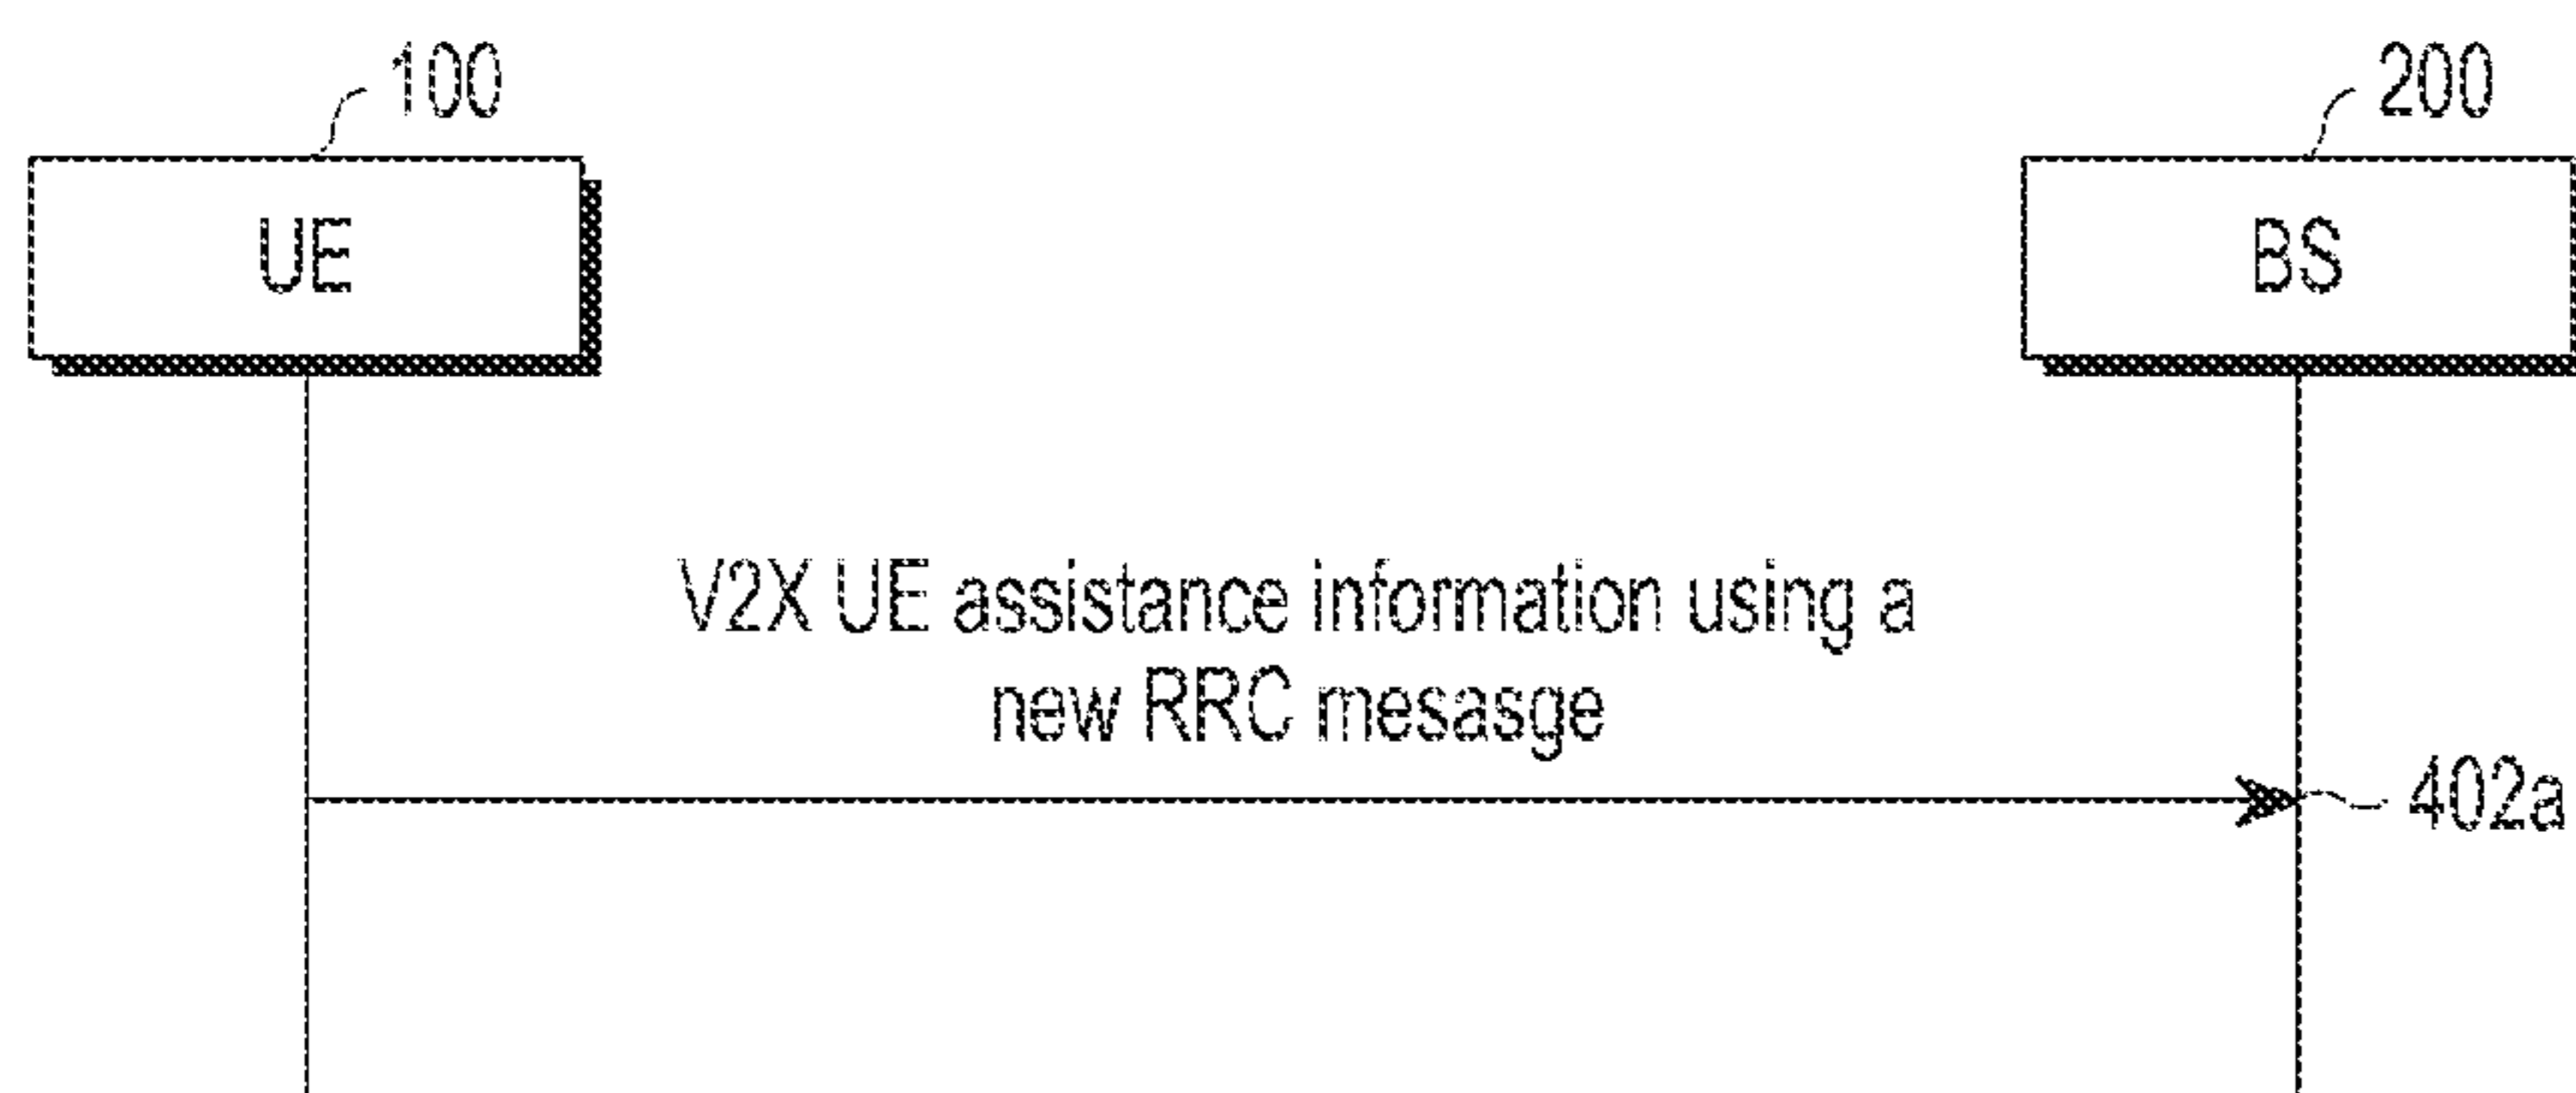 100
200
UE
BS
V2X UE assistance information using a
new RRC mesasge
402a